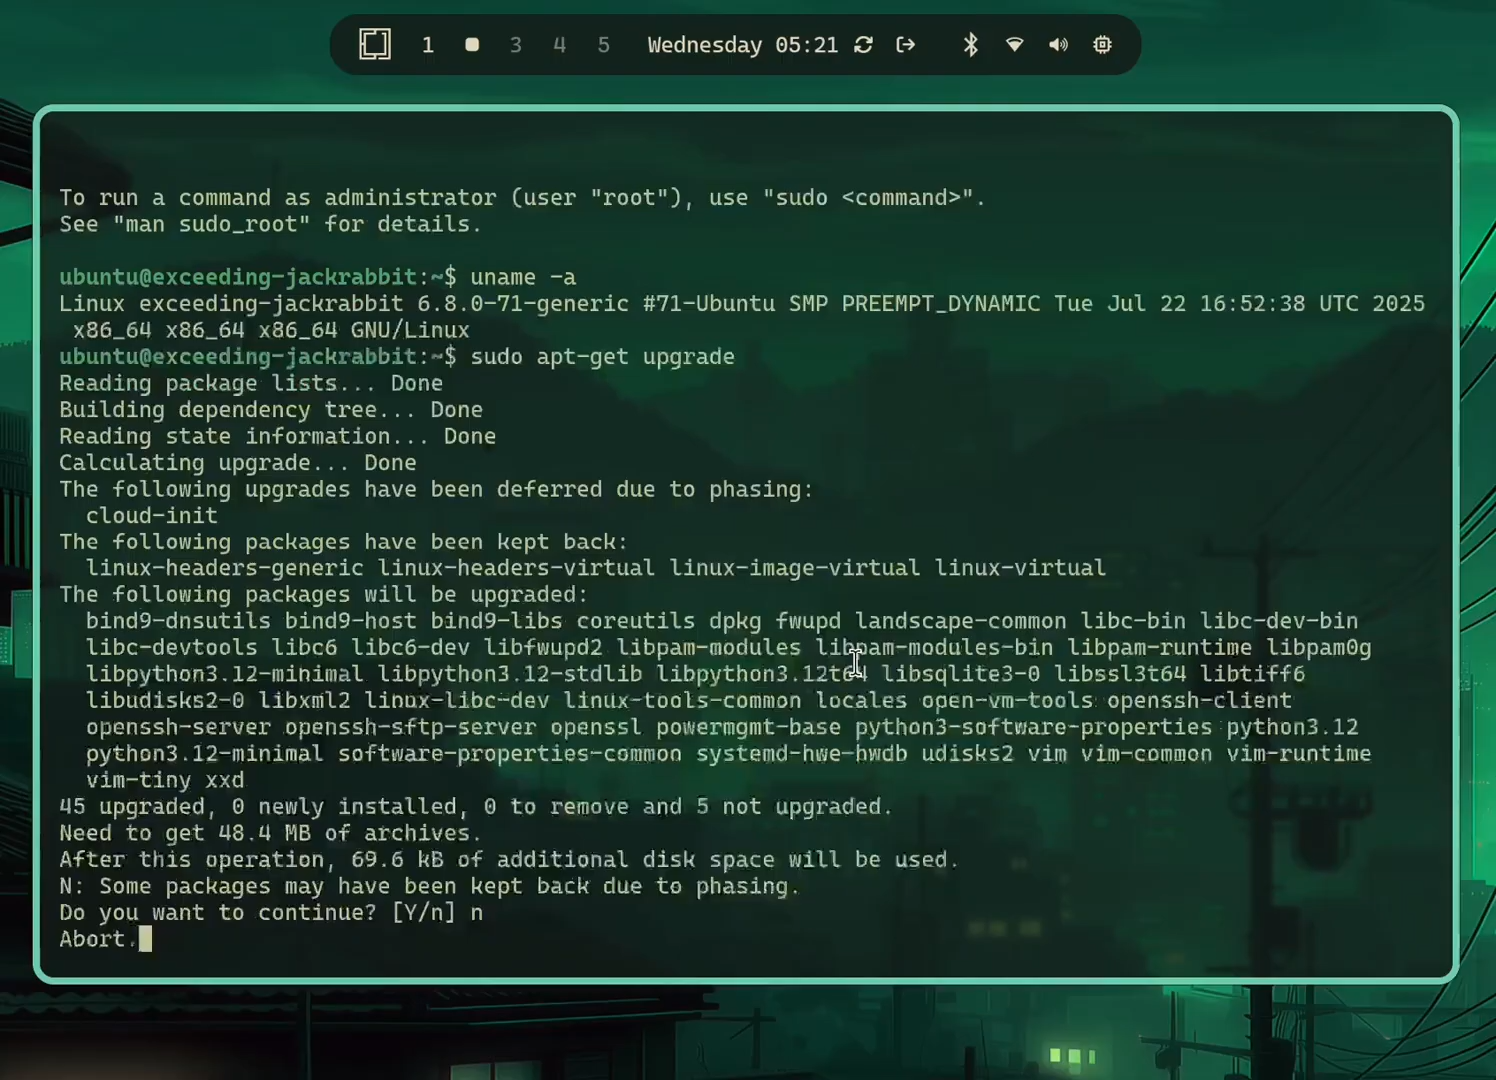 1 3 4 5 Wednesday 05:21
To run a command as administrator (user "root"), use "sudo <command>".
See "man sudo_root" for details.
ubuntu@exceeding-jackrabbit:~$ uname -a
Linux exceeding-jackrabbit 6.8.0-71-generic #71-Ubuntu SMP PREEMPT_DYNAMIC Tue Jul 22 16:52:38 UTC 2025
x86_64 x86_64 x86_64 GNU/Linux
ubuntu@exceeding-jackrabbit:~$ sudo apt-get upgrade
Reading package lists... Done
Building dependency tree... Done
Reading state information... Done
Calculating upgrade... Done
The following upgrades have been deferred due to phasing:
cloud-init
The following packages have been kept back:
linux-headers-generic linux-headers-virtual linux-image-virtual linux-virtual
The following packages will be upgraded:
bind9-dnsutils bind9-host bind9-libs coreutils dpkg fwupd landscape-common libc-bin libc-dev-bin
libc-devtools libc6 libc6-dev libfwupd2 libpam-modules libpam-modules-bin libpam-runtime libpam0g
libpython3.12-minimal libpython3.12-stdlib libpython3.12t64 libsqlite3-0 libssl3t64 libtiff6
libudisks2-0 libxml2 linux-libc-dev linux-tools-common locales open-vm-tools openssh-client
openssh-server openssh-sftp-server openssl powermgmt-base python3-software-properties python3.12
python3.12-minimal software-properties-common systemd-hwe-hwdb udisks2 vim vim-common vim-runtime
vim-tiny xxd
45 upgraded, 0 newly installed, 0 to remove and 5 not upgraded.
Need to get 48.4 MB of archives.
After this operation, 69.6 kB of additional disk space will be used.
N: Some packages may have been kept back due to phasing.
Do you want to continue? [Y/n] n
Abort.